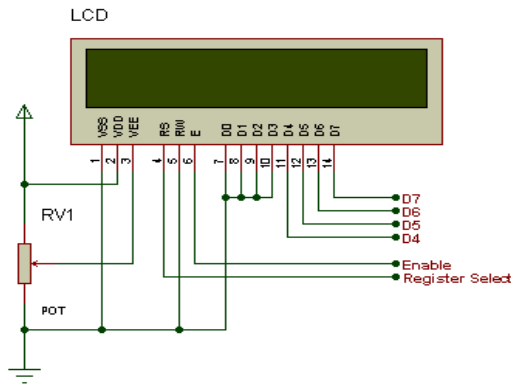 LCD
VSS VDD VEE RS RW E D0 D1 D2 D3 D4 D5 D6 D7
1 2 3 4 5 6 7 8 9 10 11 12 13 14
D7
D6
D5
D4
RV1
Enable
Register Select
POT